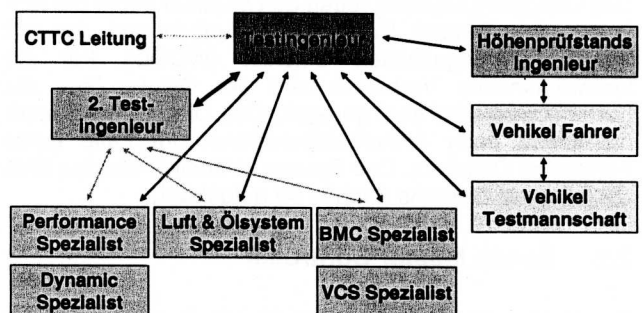 CTTC Leitung
Testingenieur
Höhenprüfstands
Ingenieur
2. Test-
Ingenieur
Vehikel Fahrer
Vehikel
Testmannschaft
Performance
Spezialist
Luft & Ölsystem
Spezialist
BMC Spezialist
Dynamic
Spezialist
VCS Spezialist